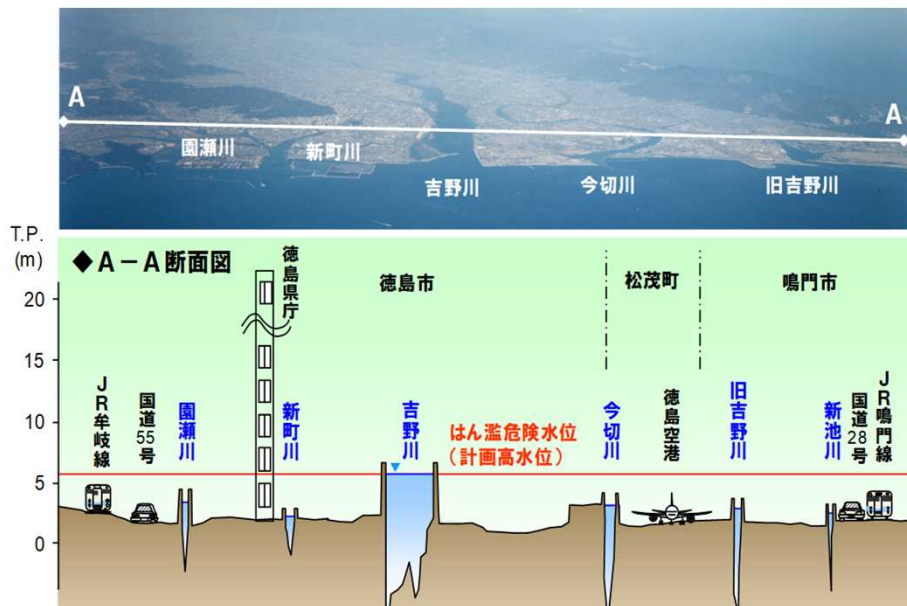 A
A
園瀬川
新町川
吉野川
今切川
旧吉野川
T.P.
(m)
◆A－A断面図
徳島県庁
徳島市
松茂町
鳴門市
20
15
10
5
0
JR牟岐線
国道55号
園瀬川
新町川
吉野川
はん濫危険水位
(計画高水位)
今切川
徳島空港
旧吉野川
新池川
国道28号
JR鳴門線